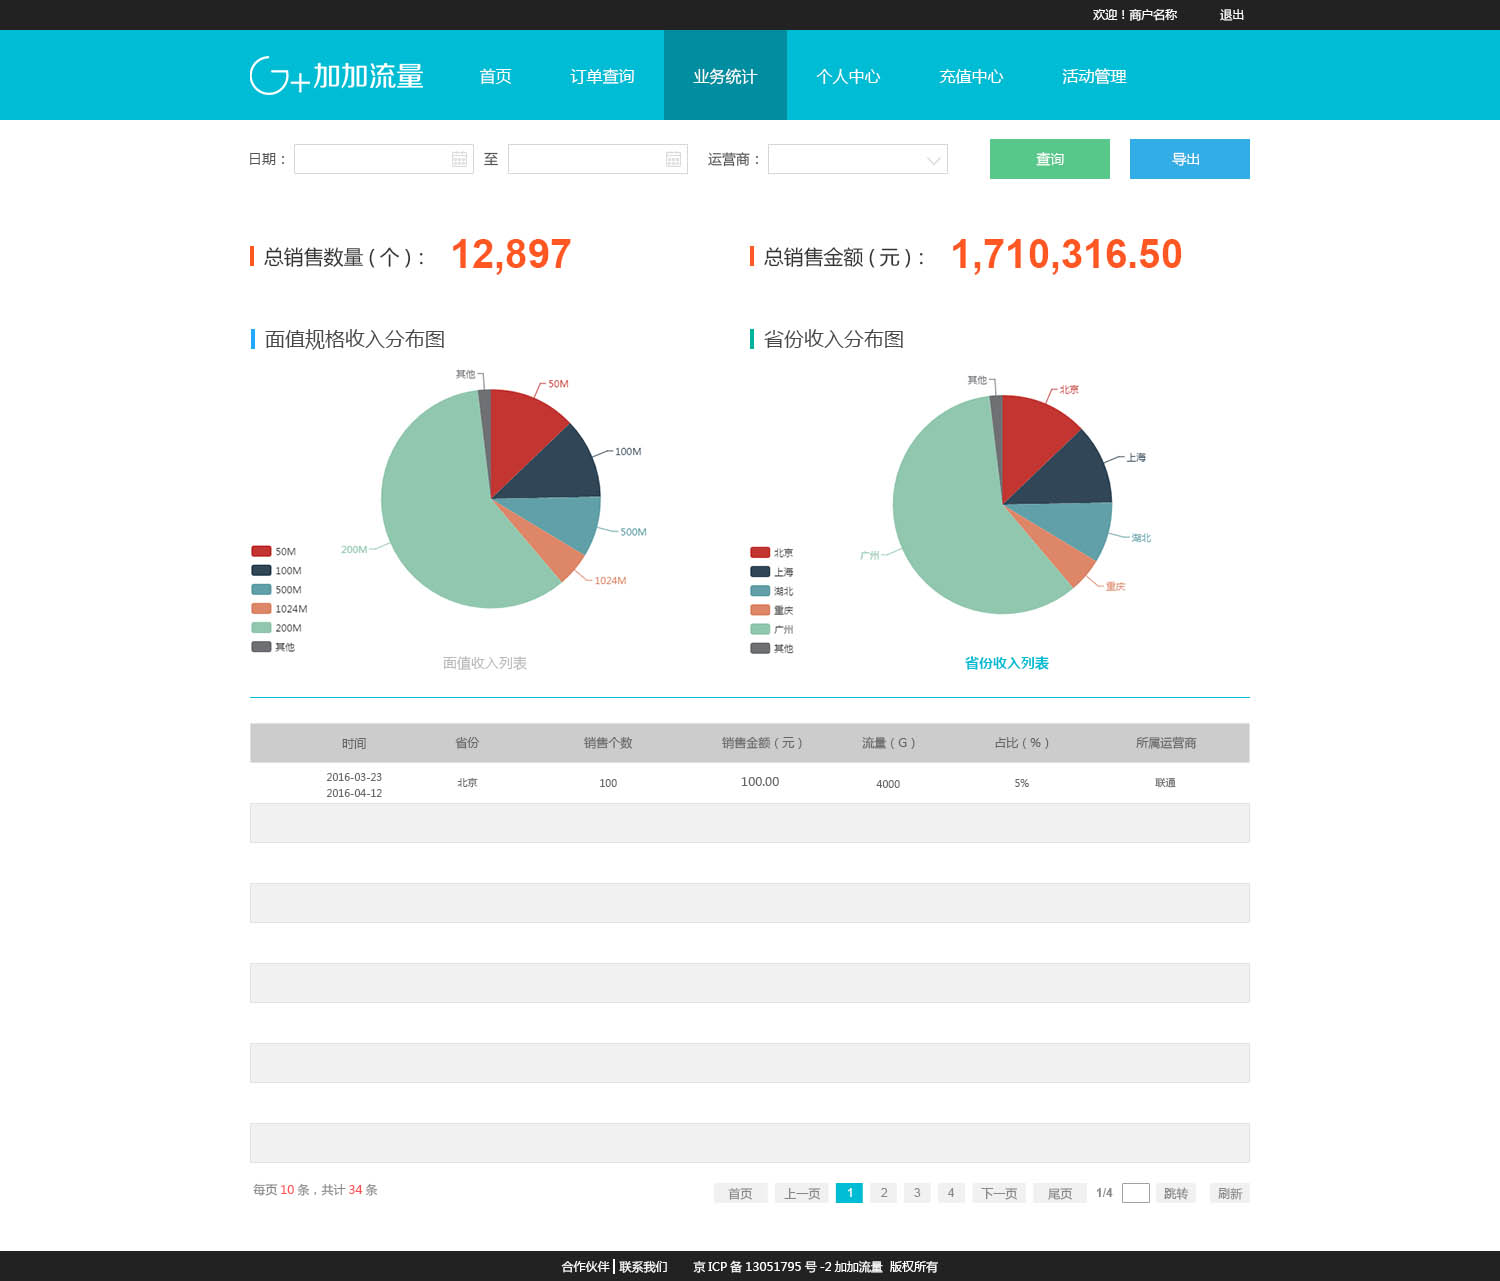 欢迎！商户名称 退出
G+加加流量 首页 订单查询 业务统计 个人中心 充值中心 活动管理
日期： 至 运营商： 查询 导出
总销售数量 ( 个 )： 12,897 总销售金额 ( 元 )： 1,710,316.50
面值规格收入分布图
其他
50M
100M
500M
1024M
200M
50M
100M
500M
1024M
200M
其他
面值收入列表
省份收入分布图
其他
北京
上海
湖北
重庆
广州
北京
上海
湖北
重庆
广州
其他
省份收入列表
时间 省份 销售个数 销售金额（元） 流量（G） 占比（%） 所属运营商
2016-03-23
2016-04-12 北京 100 100.00 4000 5% 联通
每页 10 条，共计 34 条 首页 上一页 1 2 3 4 下一页 尾页 1/4 跳转 刷新
合作伙伴 | 联系我们 京 ICP 备 13051795 号 -2 加加流量 版权所有